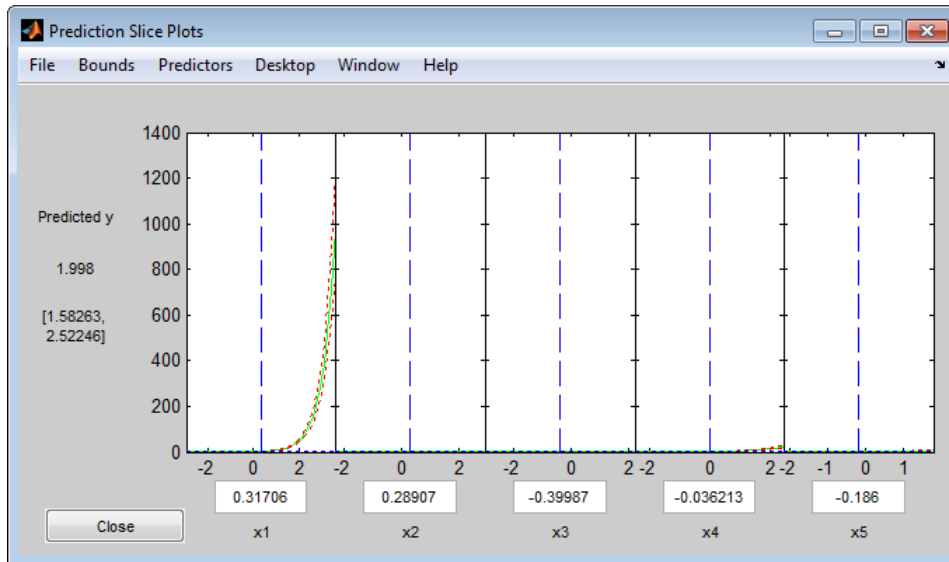 Prediction Slice Plots
File Bounds Predictors Desktop Window Help
Predicted y
1.998
[1.58263,
2.52246]
1400
1200
1000
800
600
400
200
0
-2 0 2 -2 0 2 -2 0 2 -2 0 2 -2 -1 0 1
0.31706 0.28907 -0.39987 -0.036213 -0.186
x1 x2 x3 x4 x5
Close